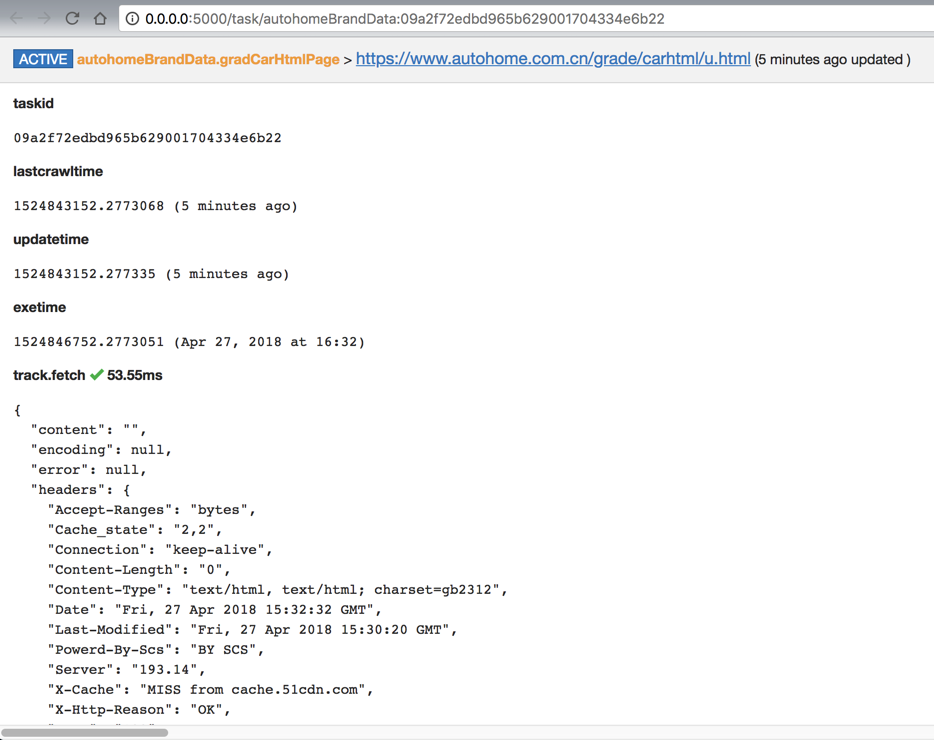 0.0.0.0:5000/task/autohomeBrandData:09a2f72edbd965b629001704334e6b22
ACTIVE autohomeBrandData.gradCarHtmlPage > https://www.autohome.com.cn/grade/carhtml/u.html (5 minutes ago updated )
taskid
09a2f72edbd965b629001704334e6b22
lastcrawltime
1524843152.2773068 (5 minutes ago)
updatetime
1524843152.277335 (5 minutes ago)
exetime
1524846752.2773051 (Apr 27, 2018 at 16:32)
track.fetch ✔ 53.55ms
{
"content": "",
"encoding": null,
"error": null,
"headers": {
"Accept-Ranges": "bytes",
"Cache_state": "2,2",
"Connection": "keep-alive",
"Content-Length": "0",
"Content-Type": "text/html, text/html; charset=gb2312",
"Date": "Fri, 27 Apr 2018 15:32:32 GMT",
"Last-Modified": "Fri, 27 Apr 2018 15:30:20 GMT",
"Powerd-By-Scs": "BY SCS",
"Server": "193.14",
"X-Cache": "MISS from cache.51cdn.com",
"X-Http-Reason": "OK",